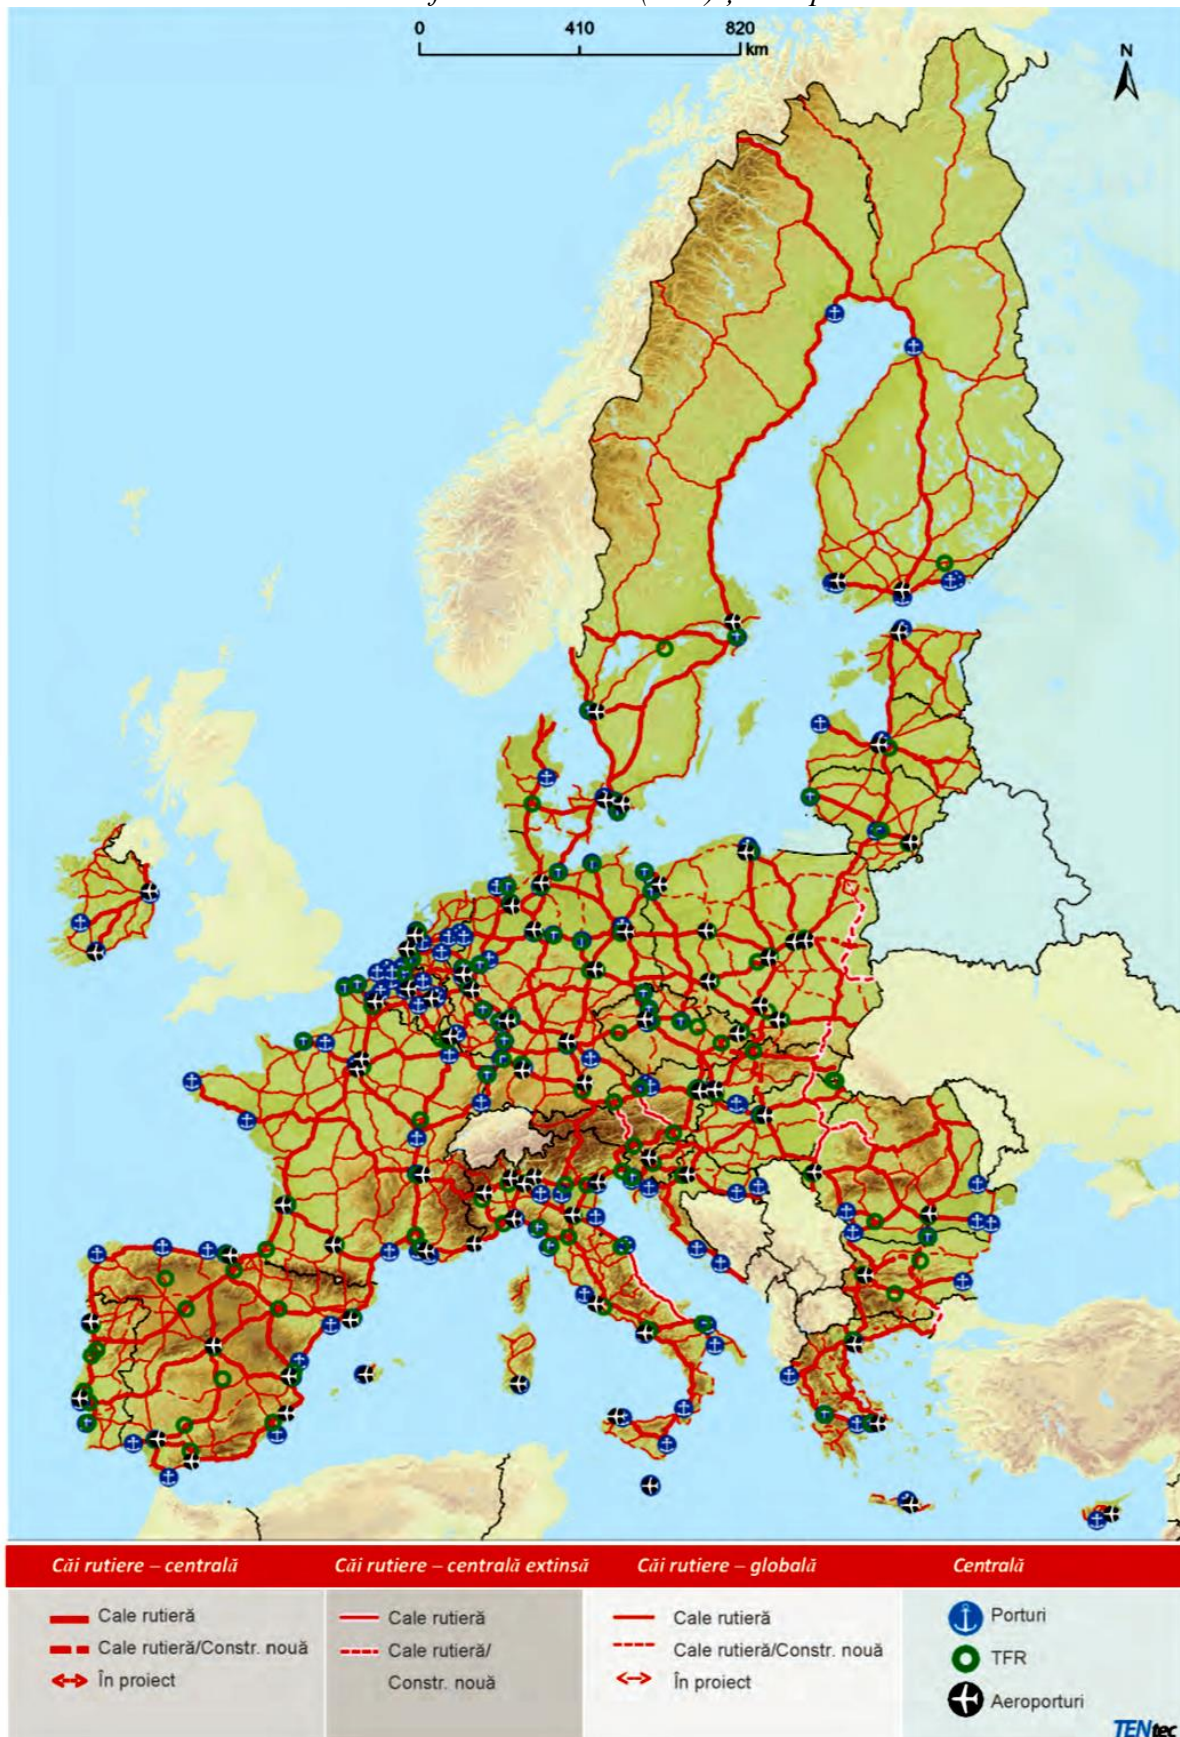 0 410 820
km
N
Căi rutiere – centrală
Căi rutiere – centrală extinsă
Căi rutiere – globală
Centrală
Cale rutieră
Cale rutieră/Constr. nouă
În proiect
Cale rutieră
Cale rutieră/
Constr. nouă
Cale rutieră
Cale rutieră/Constr. nouă
În proiect
Porturi
TFR
Aeroporturi
TENtec